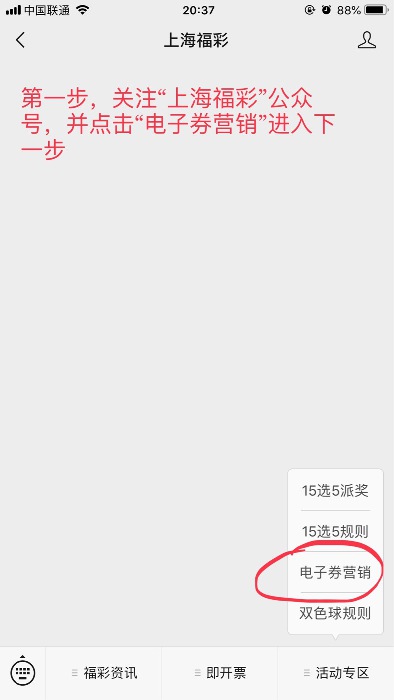 中国联通 20:37 88%
上海福彩
第一步，关注“上海福彩”公众
号，并点击“电子券营销”进入下
一步
15选5派奖
15选5规则
电子券营销
双色球规则
福彩资讯 即开票 活动专区